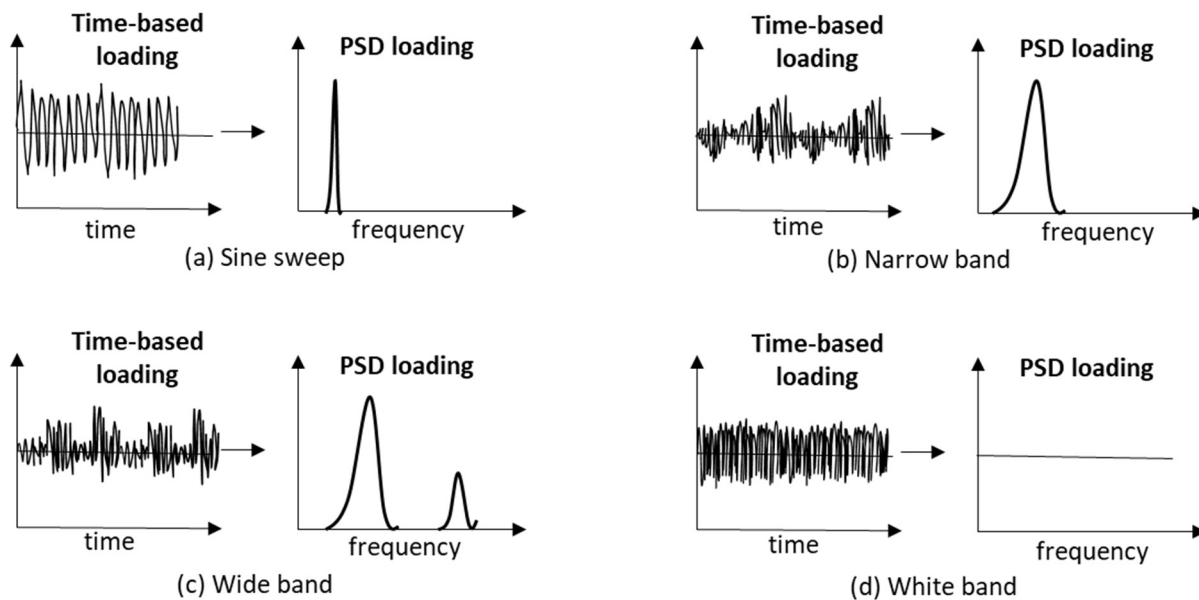 Time-based
loading
PSD loading
time
frequency
(a) Sine sweep
Time-based
loading
PSD loading
time
frequency
(b) Narrow band
Time-based
loading
PSD loading
time
frequency
(c) Wide band
Time-based
loading
PSD loading
time
frequency
(d) White band